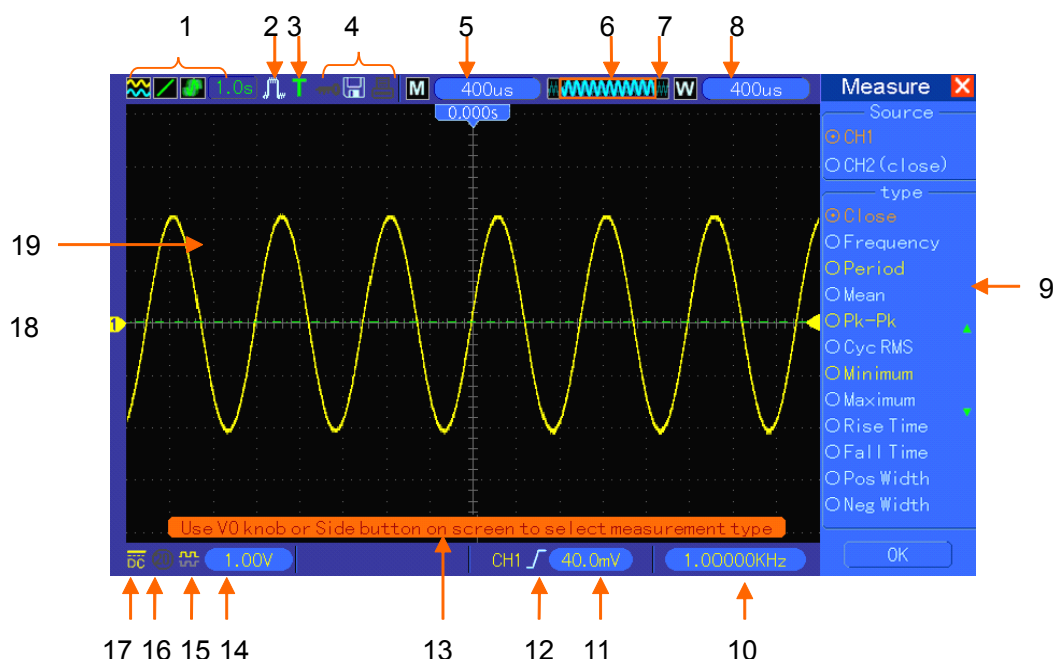 1 2 3 4 5 6 7 8
1.0s T M 400us W 400us Measure
0.000s
Source
CH1
CH2(close)
type
Close
Frequency
Period
Mean
Pk-Pk
Cyc RMS
Minimum
Maximum
Rise Time
Fall Time
Pos Width
Neg Width
OK
19
9
18
1
Use V0 knob or Side button on screen to select measurement type
DC 1.00V CH1 40.0mV 1.00000KHz
17 16 15 14 13 12 11 10